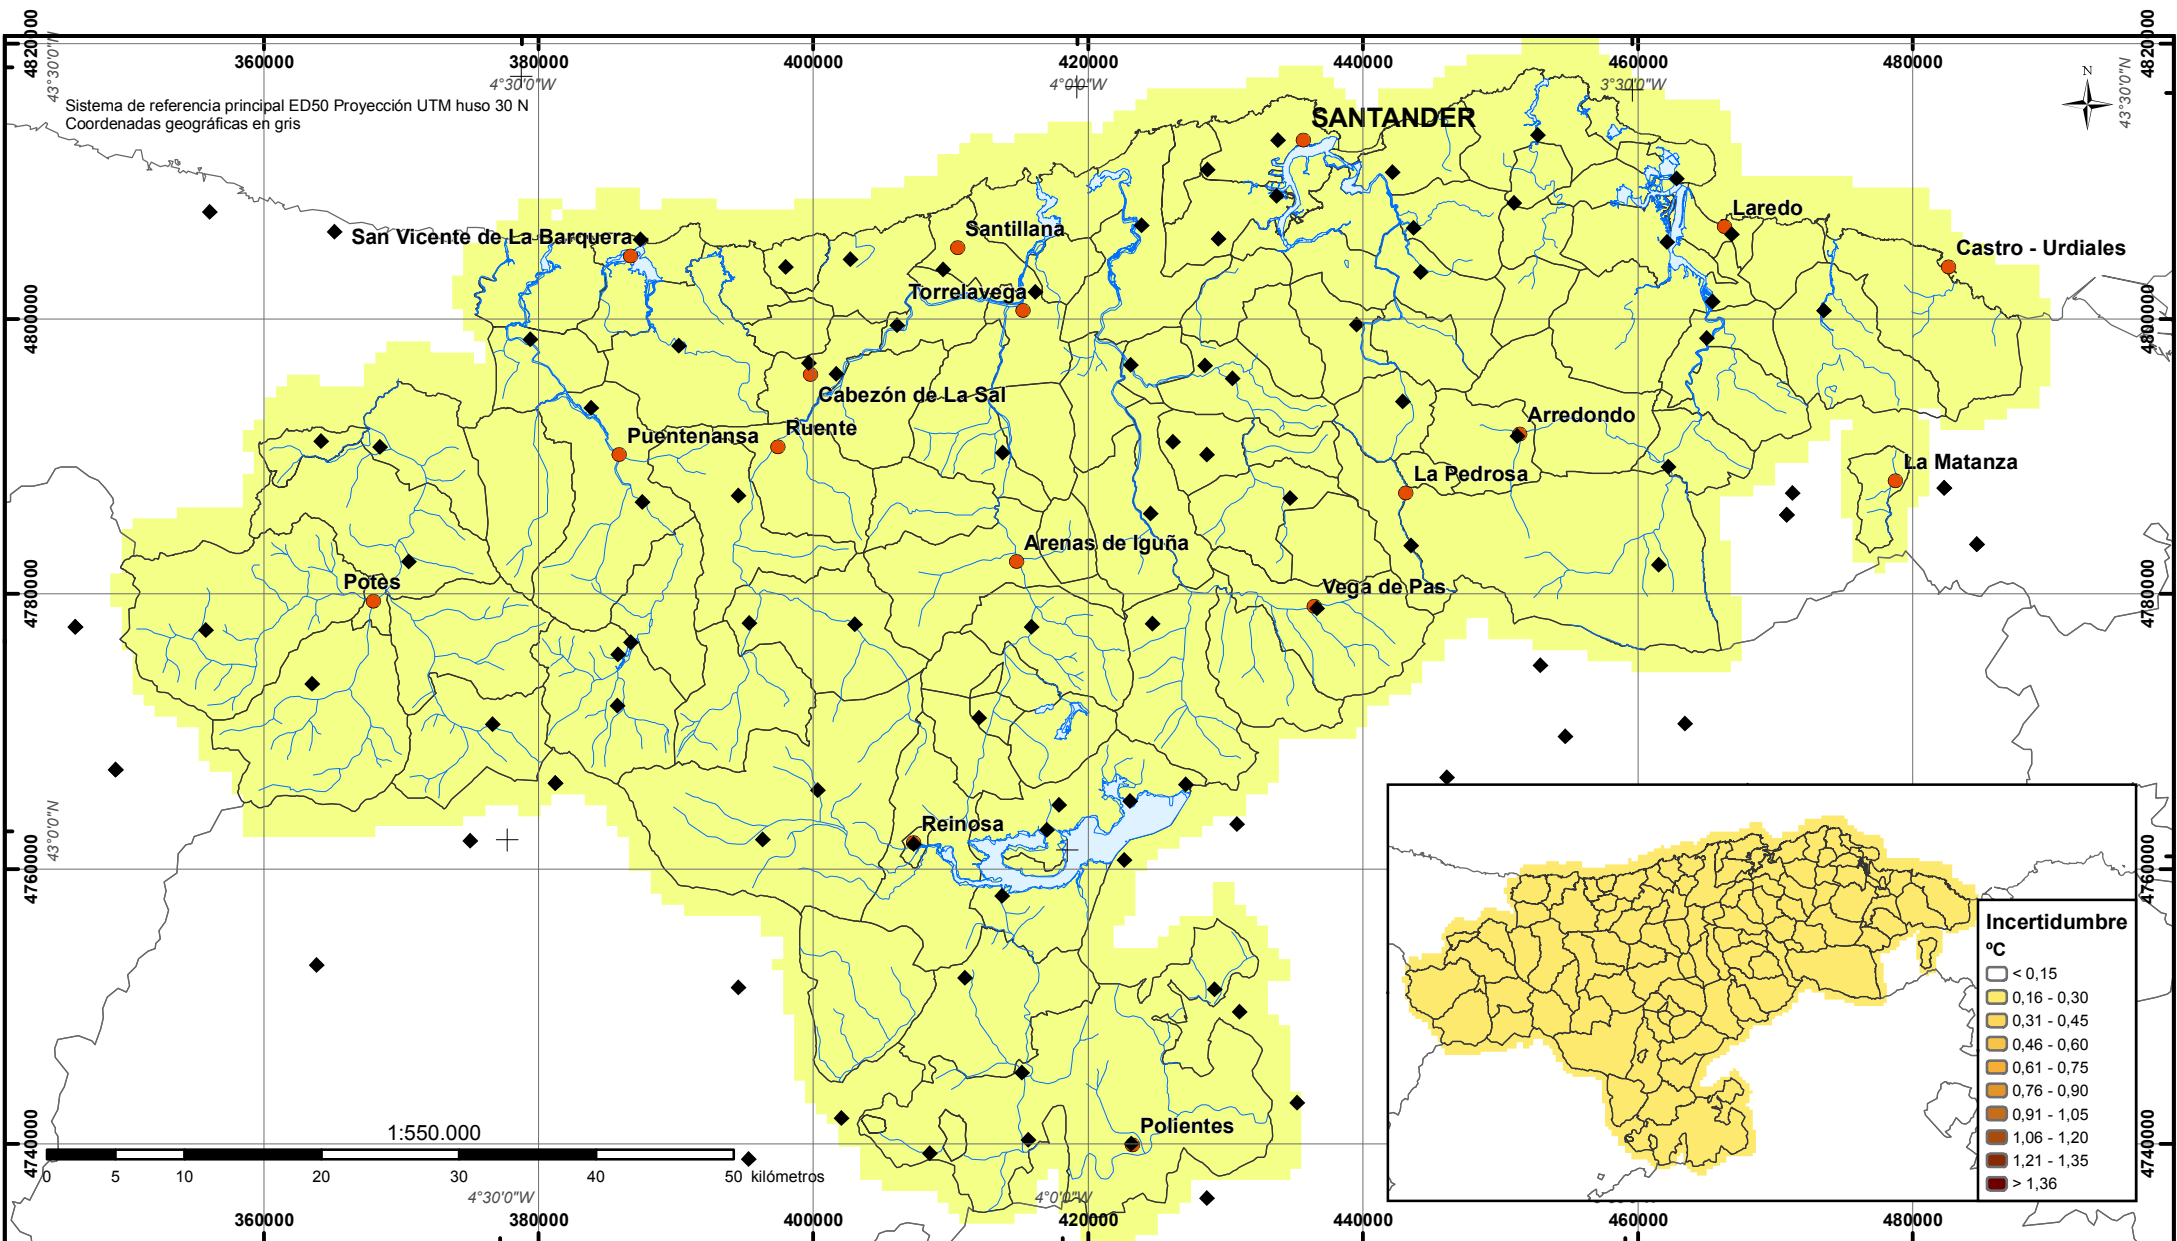 360000
380000
400000
420000
440000
460000
480000
4820000
4820000
43°30'0"N
4°30'0"W
4°0'0"W
3°30'0"W
43°30'0"N
N
Sistema de referencia principal ED50 Proyección UTM huso 30 N
Coordenadas geográficas en gris
SANTANDER
Laredo
Santillana
San Vicente de La Barquera
Castro - Urdiales
Torrelavega
4800000
4800000
Cabezón de La Sal
Arredondo
Ruente
Puentenansa
La Matanza
La Pedrosa
Arenas de Iguña
Potes
Vega de Pas
4780000
4780000
Reinosa
43°0'0"N
4760000
4760000
Incertidumbre
ºC
< 0,15
0,16 - 0,30
0,31 - 0,45
0,46 - 0,60
0,61 - 0,75
0,76 - 0,90
0,91 - 1,05
1,06 - 1,20
1,21 - 1,35
> 1,36
Polientes
1:550.000
4740000
4740000
0 5 10 20 30 40 50 kilómetros
4°30'0"W
4°0'0"W
360000
380000
400000
420000
440000
460000
480000